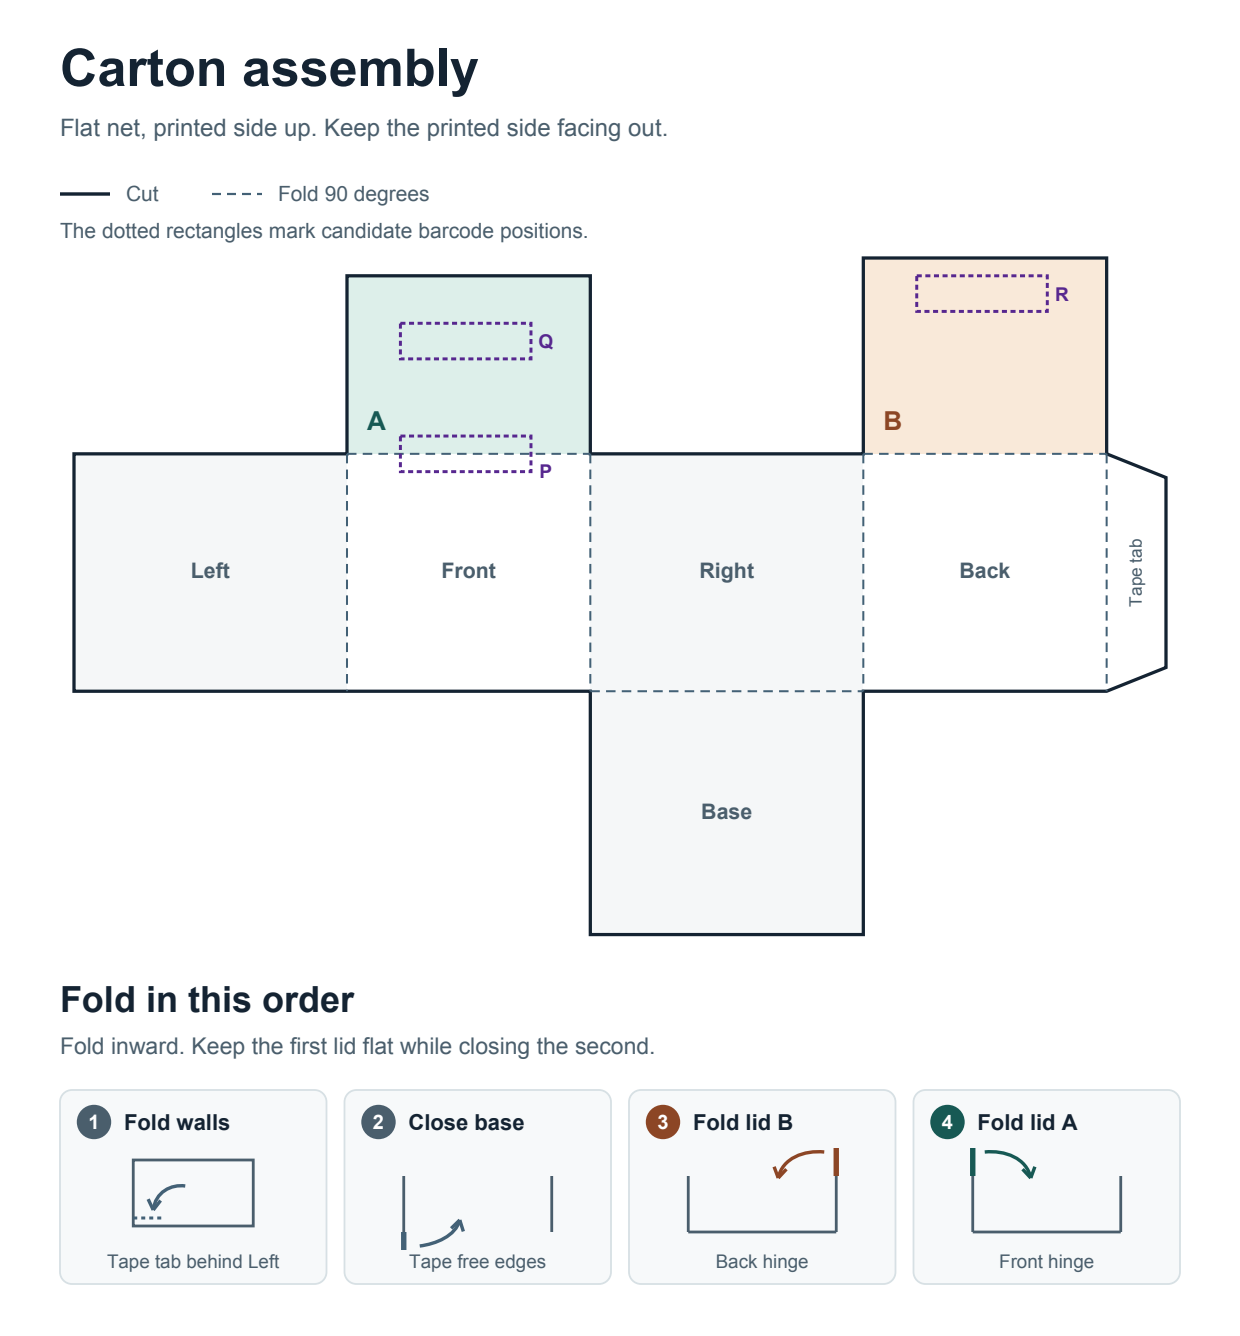 Carton assembly
Flat net, printed side up. Keep the printed side facing out.
Cut
Fold 90 degrees
The dotted rectangles mark candidate barcode positions.
R
Q
A
B
P
Left
Front
Right
Back
Tape tab
Base
Fold in this order
Fold inward. Keep the first lid flat while closing the second.
1 Fold walls
Tape tab behind Left
2 Close base
Tape free edges
3 Fold lid B
Back hinge
4 Fold lid A
Front hinge